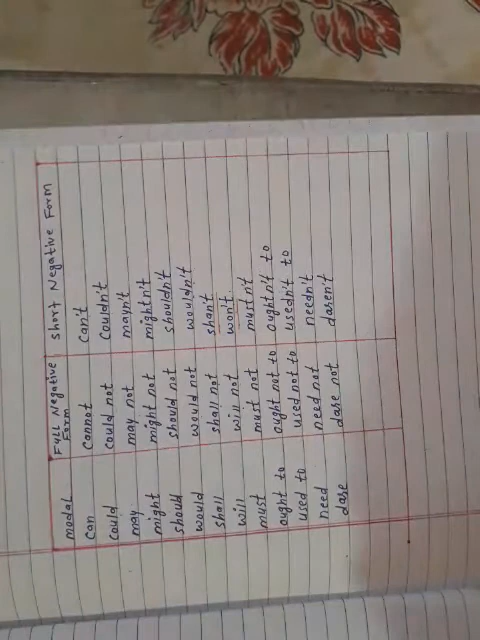 modal Full Negative Form short Negative Form
Can cannot can't
Could could not Couldn't
may may not mayn't
might might not mightn't
should should not shouldn't
would would not wouldn't
shall shall not shan't
will will not won't
must must not mustn't
ought to ought not to oughtn't to
used to used not to usedn't to
need need not needn't
dare dare not daren't